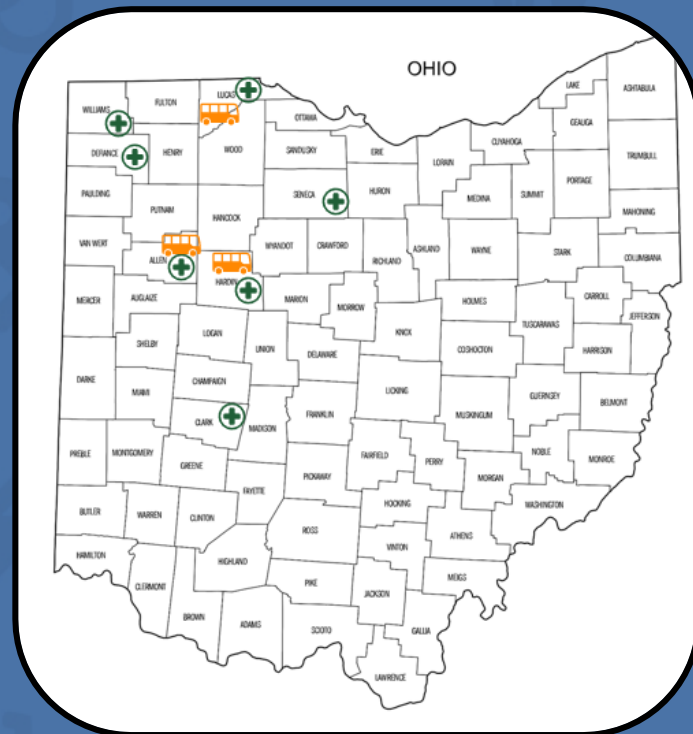 OHIO
LAKE
ASHTABULA
LUCAS
WILLIAMS
FULTON
OTTAWA
GEAUGA
CUYAHOGA
WOOD
SANDUSKY
ERIE
DEFIANCE
HENRY
LORAIN
TRUMBULL
PORTAGE
SUMMIT
MEDINA
PAULDING
SENECA
HURON
PUTNAM
HANCOCK
MAHONING
VAN WERT
WYANDOT
CRAWFORD
ASHLAND
WAYNE
STARK
COLUMBIANA
ALLEN
RICHLAND
HARDIN
MERCER
AUGLAIZE
MARION
MORROW
HOLMES
CARROLL
JEFFERSON
TUSCARAWAS
LOGAN
KNOX
SHELBY
UNION
DELAWARE
COSHOCTON
HARRISON
DARKE
CHAMPAIGN
MIAMI
LICKING
GUERNSEY
BELMONT
FRANKLIN
MUSKINGUM
CLARK
MADISON
PREBLE
MONTGOMERY
FAIRFIELD
PERRY
NOBLE
MONROE
GREENE
PICKAWAY
MORGAN
FAYETTE
HOCKING
WASHINGTON
BUTLER
WARREN
CLINTON
ROSS
ATHENS
VINTON
HAMILTON
HIGHLAND
MEIGS
PIKE
CLERMONT
JACKSON
BROWN
ADAMS
SCIOTO
GALLIA
LAWRENCE